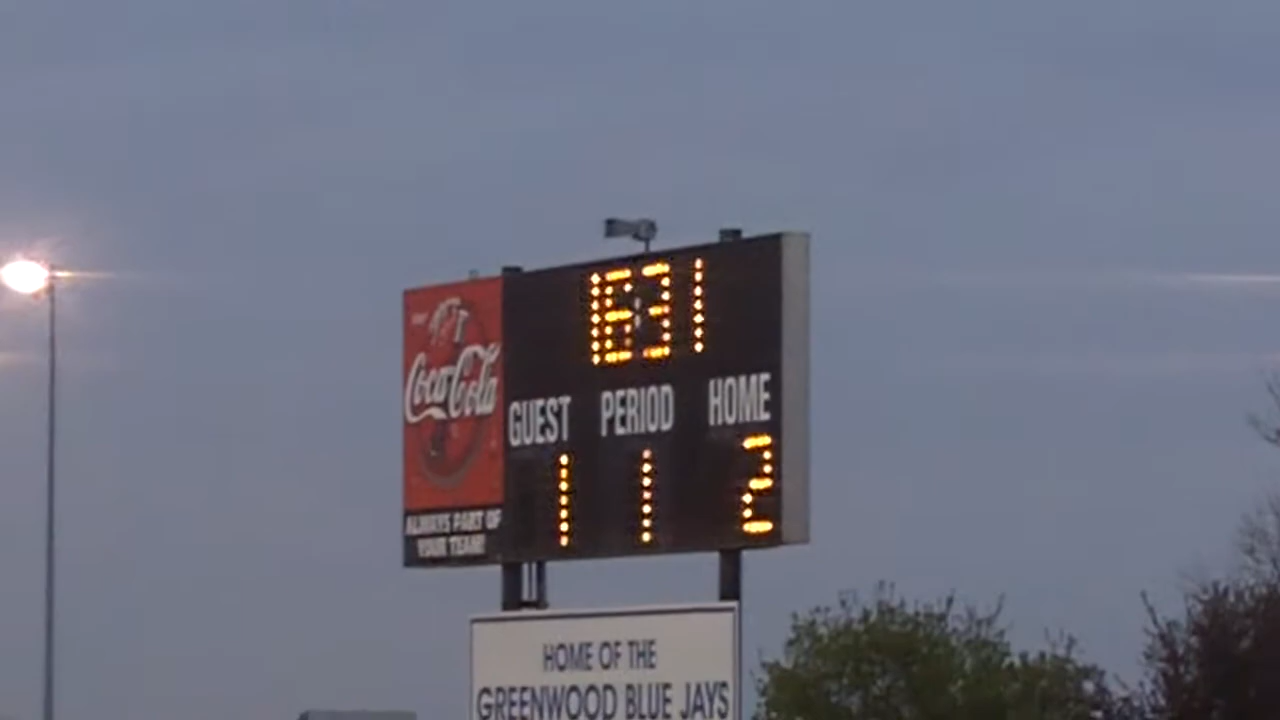 16:31
Coca-Cola
GUEST PERIOD HOME
1 1 2
ALWAYS PART OF
YOUR TEAM!
HOME OF THE
GREENWOOD BLUE JAYS